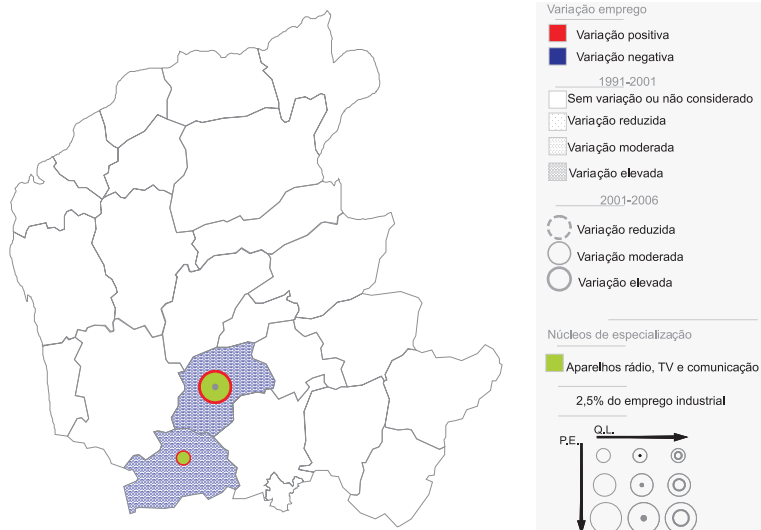 Variação emprego
Variação positiva
Variação negativa
1991-2001
Sem variação ou não considerado
Variação reduzida
Variação moderada
Variação elevada
2001-2006
Variação reduzida
Variação moderada
Variação elevada
Núcleos de especialização
Aparelhos rádio, TV e comunicação
2,5% do emprego industrial
Q.L.
P.E.